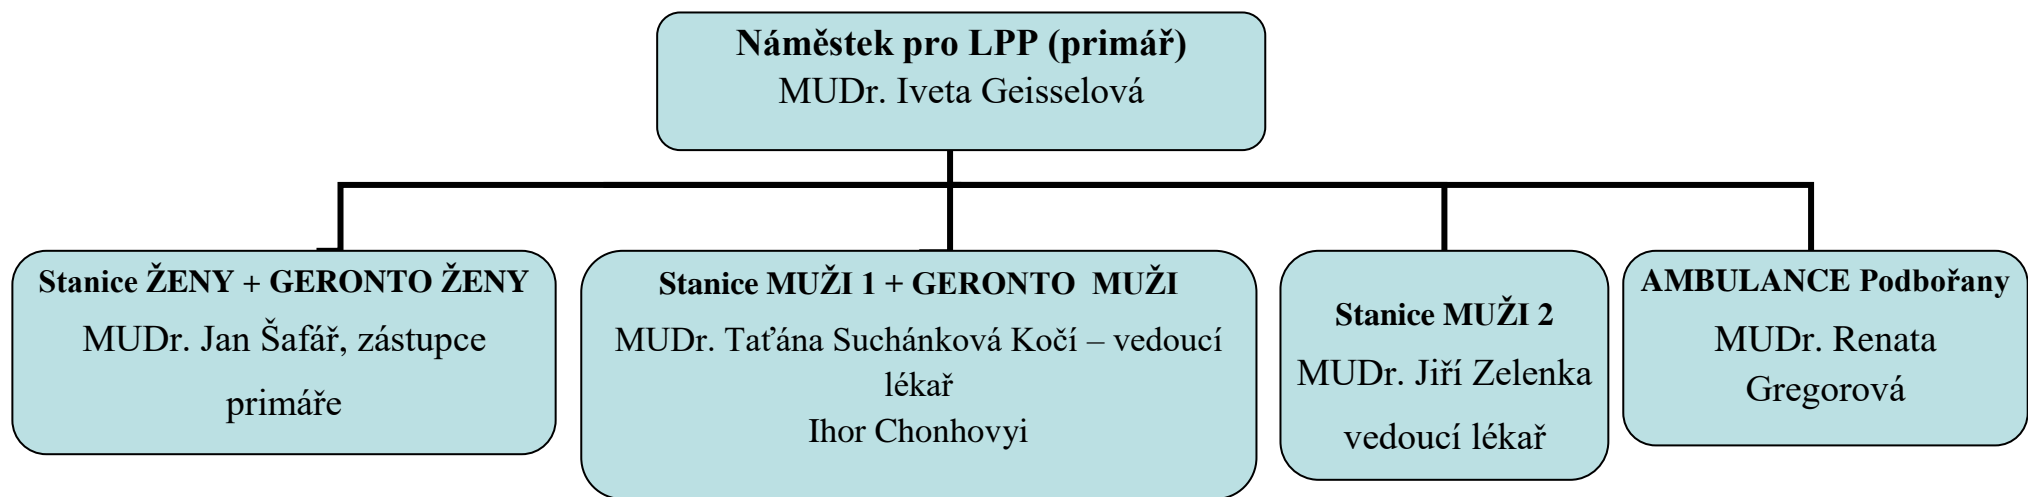 Náměstek pro LPP (primář)
MUDr. Iveta Geisselová
Stanice ŽENY + GERONTO ŽENY
MUDr. Jan Šafář, zástupce
primáře
Stanice MUŽI 1 + GERONTO MUŽI
MUDr. Taťána Suchánková Kočí – vedoucí
lékař
Ihor Chonhovyi
Stanice MUŽI 2
MUDr. Jiří Zelenka
vedoucí lékař
AMBULANCE Podbořany
MUDr. Renata
Gregorová